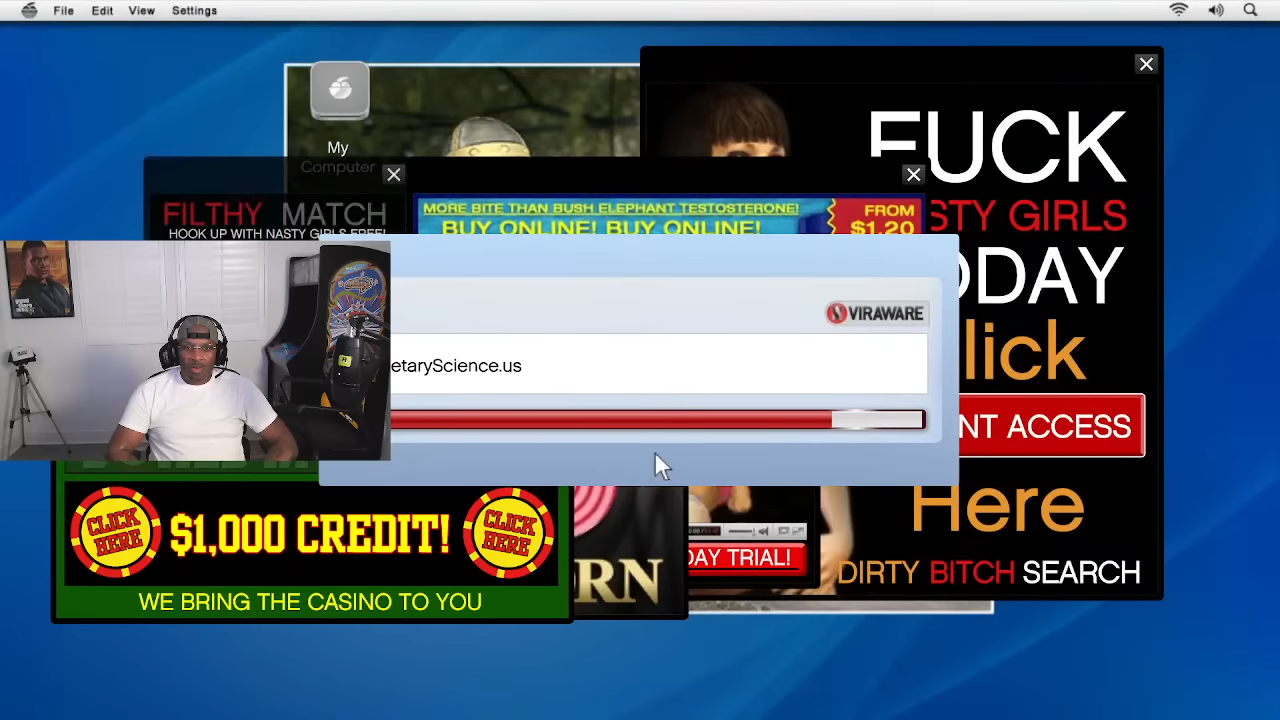 File Edit View Settings
My
Computer
FUCK
STY GIRLS
ODAY
lick
NT ACCESS
Here
DIRTY BITCH SEARCH
FILTHY MATCH
HOOK UP WITH NASTY GIRLS FREE!
MORE BITE THAN BUSH ELEPHANT TESTOSTERONE!
BUY ONLINE! BUY ONLINE!
FROM
$1.20
VIRAWARE
etaryScience.us
CLICK
HERE
$1,000 CREDIT!
CLICK
HERE
WE BRING THE CASINO TO YOU
RN
DAY TRIAL!